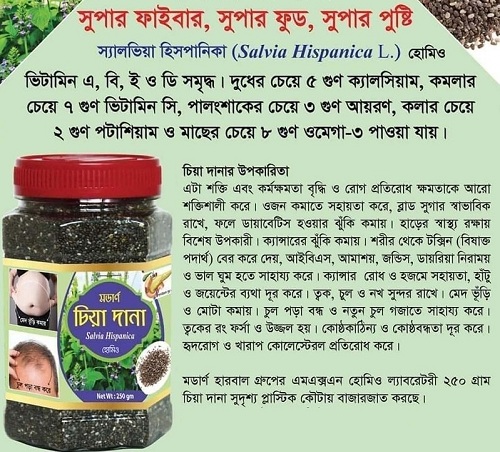 সুপার ফাইবার, সুপার ফুড, সুপার পুষ্টি
স্যালভিয়া হিসপানিকা (Salvia Hispanica L.) হোমিও
ভিটামিন এ, বি, ই ও ডি সমৃদ্ধ। দুধের চেয়ে ৫ গুণ ক্যালসিয়াম, কমলার
চেয়ে ৭ গুণ ভিটামিন সি, পালংশাকের চেয়ে ৩ গুণ আয়রণ, কলার চেয়ে
২ গুণ পটাশিয়াম ও মাছের চেয়ে ৮ গুণ ওমেগা-৩ পাওয়া যায়।
চিয়া দানার উপকারিতা
এটা শক্তি এবং কর্মক্ষমতা বৃদ্ধি ও রোগ প্রতিরোধ ক্ষমতাকে আরো
শক্তিশালী করে। ওজন কমাতে সহায়তা করে, ব্লাড সুগার স্বাভাবিক
রাখে, ফলে ডায়াবেটিস হওয়ার ঝুঁকি কমায়। হাড়ের স্বাস্থ্য রক্ষায়
বিশেষ উপকারী। ক্যান্সারের ঝুঁকি কমায়। শরীর থেকে টক্সিন (বিষাক্ত
পদার্থ) বের করে দেয়, আইবিএস, আমাশয়, জন্ডিস, ডায়রিয়া নিরাময়
ও ভাল ঘুম হতে সাহায্য করে। ক্যান্সার রোধ ও হজমে সহায়তা, হাঁটু
ও জয়েন্টের ব্যথা দূর করে। ত্বক, চুল ও নখ সুন্দর রাখে। মেদ ভূঁড়ি
ও মোটা কমায়। চুল পড়া বন্ধ ও নতুন চুল গজাতে সাহায্য করে।
ত্বকের রং ফর্সা ও উজ্জল হয়। কোষ্ঠকাঠিন্য ও কোষ্ঠবদ্ধতা দূর করে।
হৃদরোগ ও খারাপ কোলেস্টেরল প্রতিরোধ করে।
মডার্ণ হারবাল গ্রুপের এমএক্সএন হোমিও ল্যাবরেটরী ২৫০ গ্রাম
চিয়া দানা সুদৃশ্য প্লাস্টিক কৌটায় বাজারজাত করছে।
মডার্ণ
চিয়া দানা
Salvia Hispanica
(হোমিও)
মেদ ভূঁড়ি কমায়
চুল পড়া বন্ধ করে
Net Wt : 250 gm